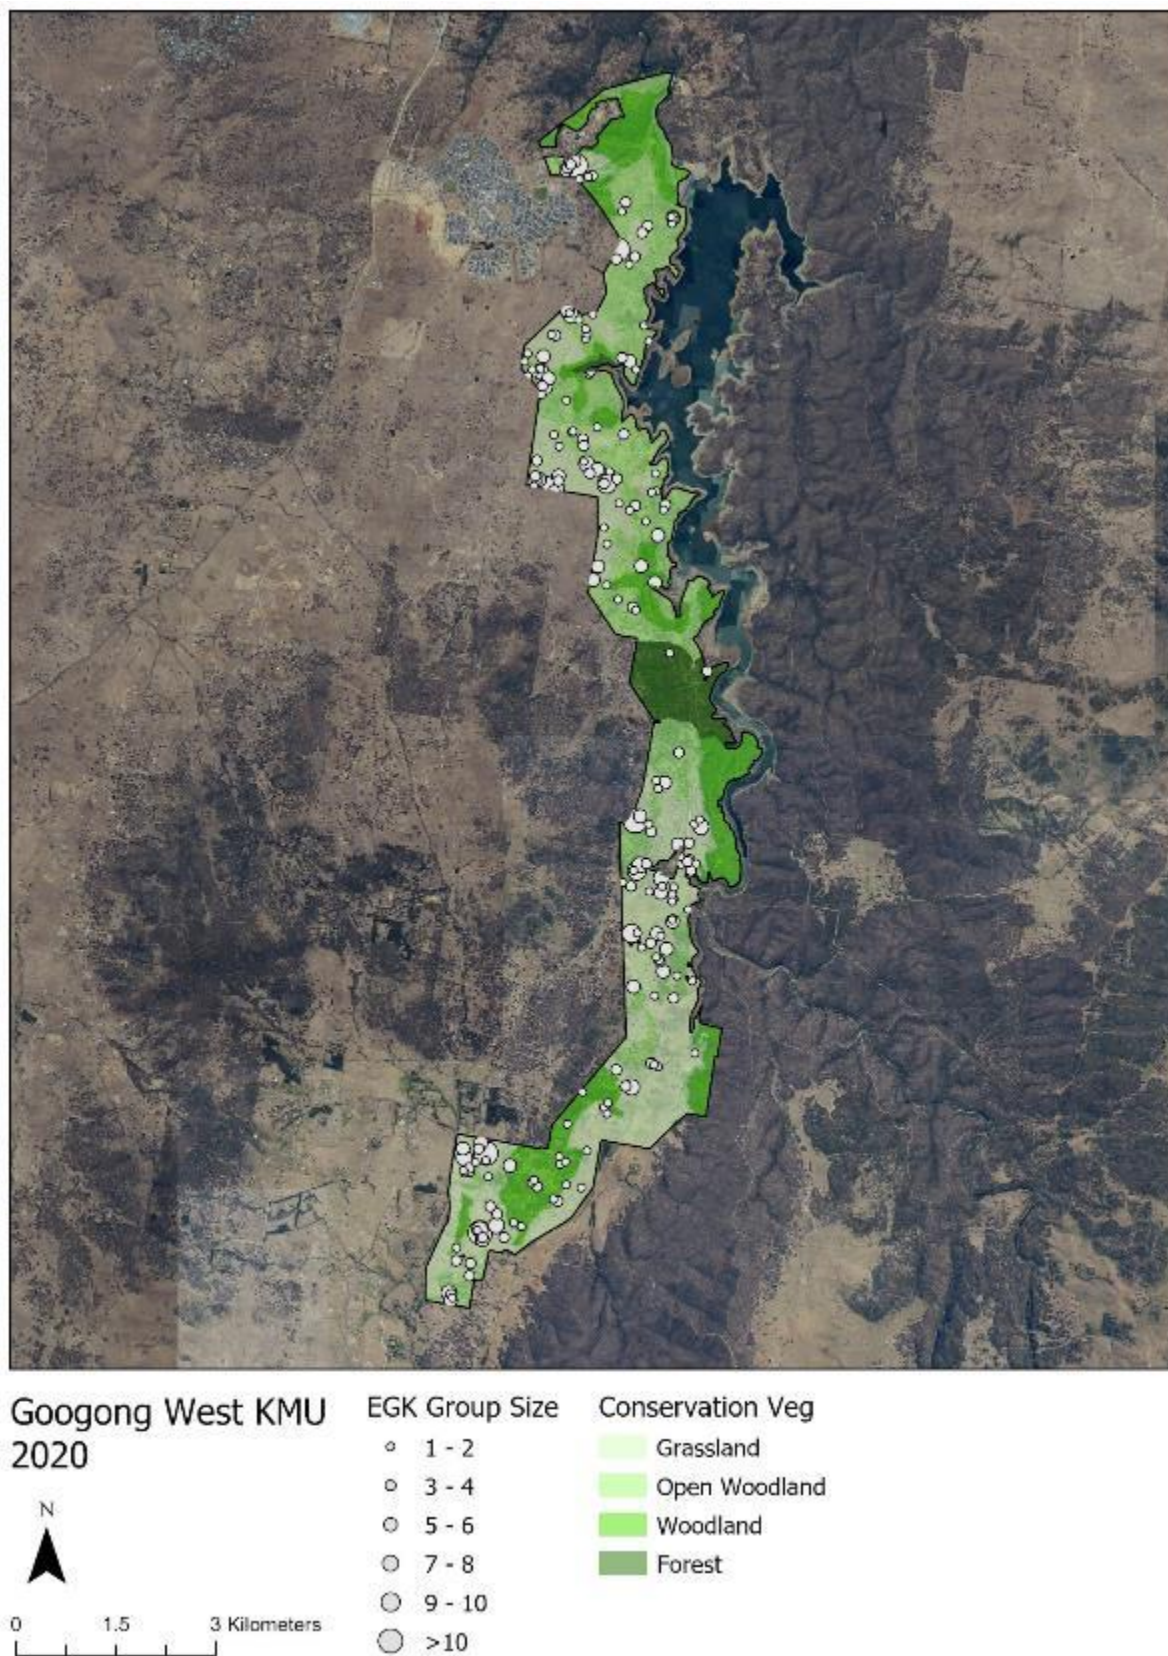 Googong West KMU
2020
N
0 1.5 3 Kilometers
EGK Group Size
1 - 2
3 - 4
5 - 6
7 - 8
9 - 10
>10
Conservation Veg
Grassland
Open Woodland
Woodland
Forest